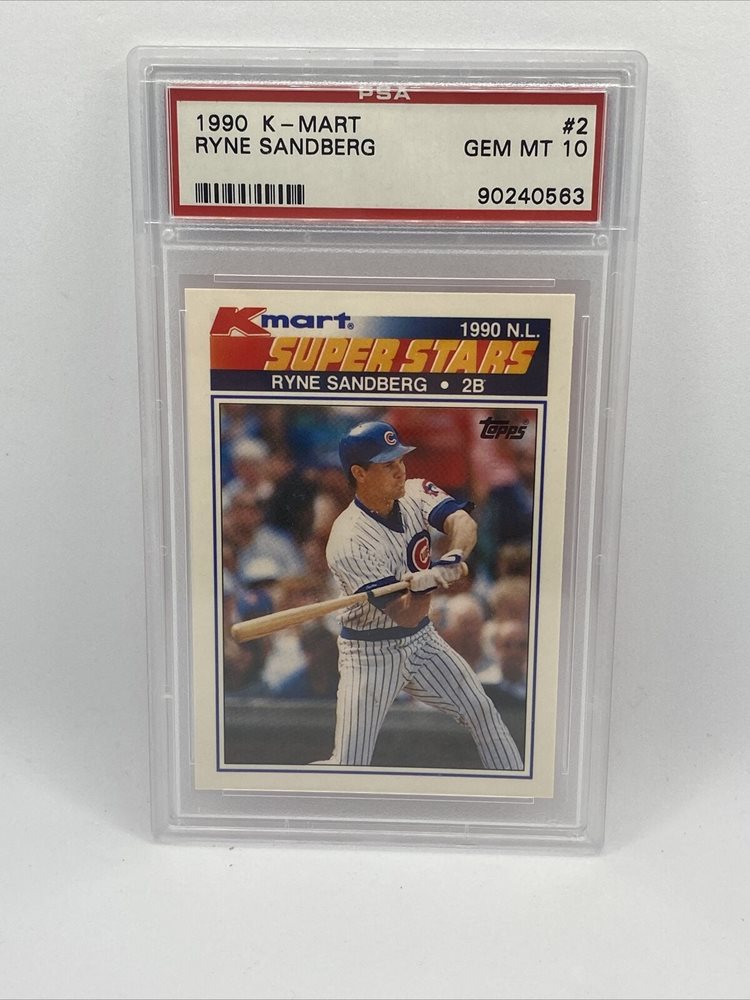 PSA
1990 K-MART #2
RYNE SANDBERG GEM MT 10
90240563
Kmart®
1990 N.L.
SUPER STARS
RYNE SANDBERG • 2B
topps
C
C